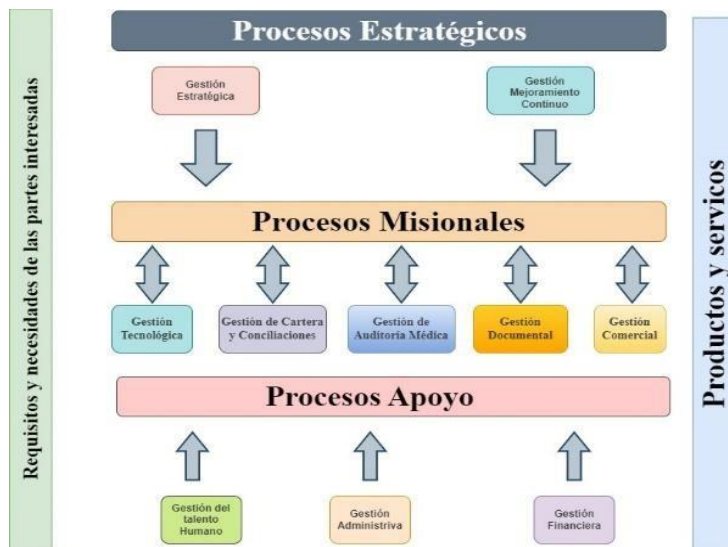 Requisitos y necesidades de las partes interesadas
Procesos Estratégicos
Gestión
Estratégica
Gestión
Mejoramiento
Continuo
Procesos Misionales
Gestión
Tecnológica
Gestión de Cartera
y Conciliaciones
Gestión de
Auditoría Médica
Gestión
Documental
Gestión
Comercial
Procesos Apoyo
Gestión del
talento
Humano
Gestión
Administriva
Gestión
Financiera
Productos y servicos